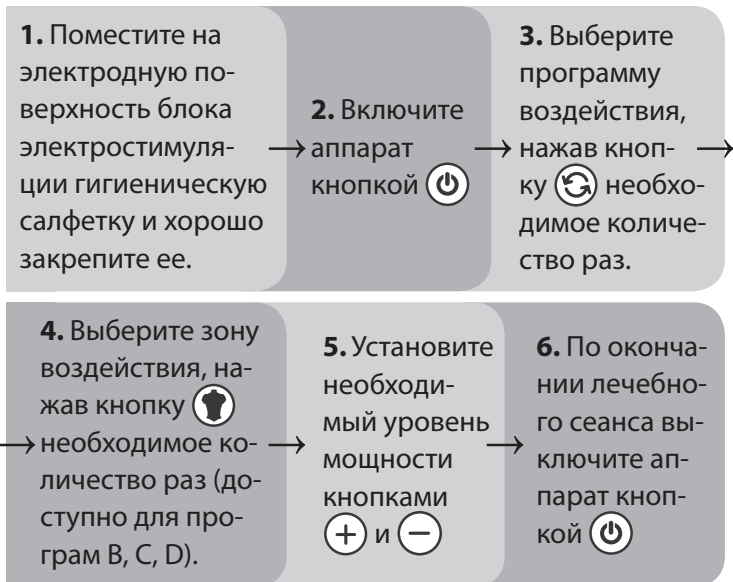 1. Поместите на
электродную по-
верхность блока
электростимуля-
ции гигиеническую
салфетку и хорошо
закрепите ее.
2. Включите
аппарат
кнопкой
3. Выберите
программу
воздействия,
нажав кноп-
ку необхо-
димое количе-
ство раз.
4. Выберите зону
воздействия, на-
жав кнопку
необходимое ко-
личество раз (до-
ступно для про-
грам B, C, D).
5. Установите
необходи-
мый уровень
мощности
кнопками
+ и −
6. По оконча-
нии лечебно-
го сеанса вы-
ключите ап-
парат кноп-
кой